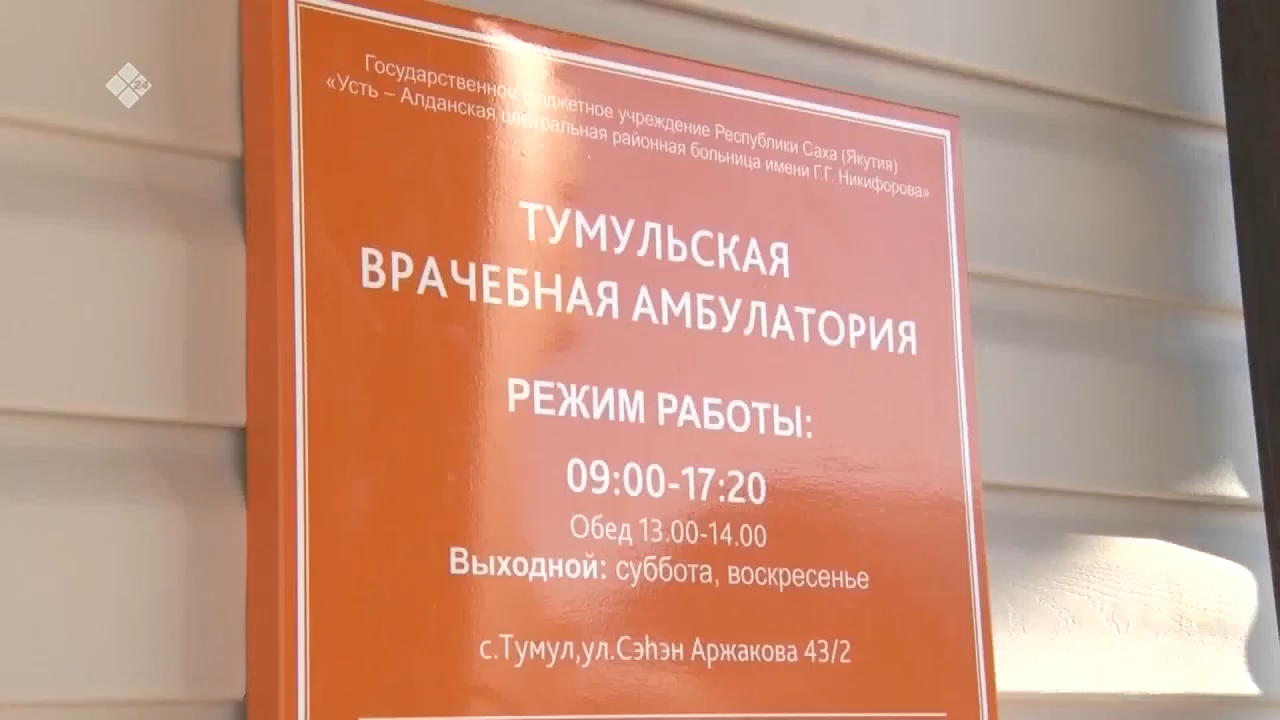 Государственное бюджетное учреждение Республики Саха (Якутия)
«Усть – Алданская центральная районная больница имени Г.Г. Никифорова»
ТУМУЛЬСКАЯ
ВРАЧЕБНАЯ АМБУЛАТОРИЯ
РЕЖИМ РАБОТЫ:
09:00-17:20
Обед 13.00-14.00
Выходной: суббота, воскресенье
с.Тумул,ул.Сэһэн Аржакова 43/2
24